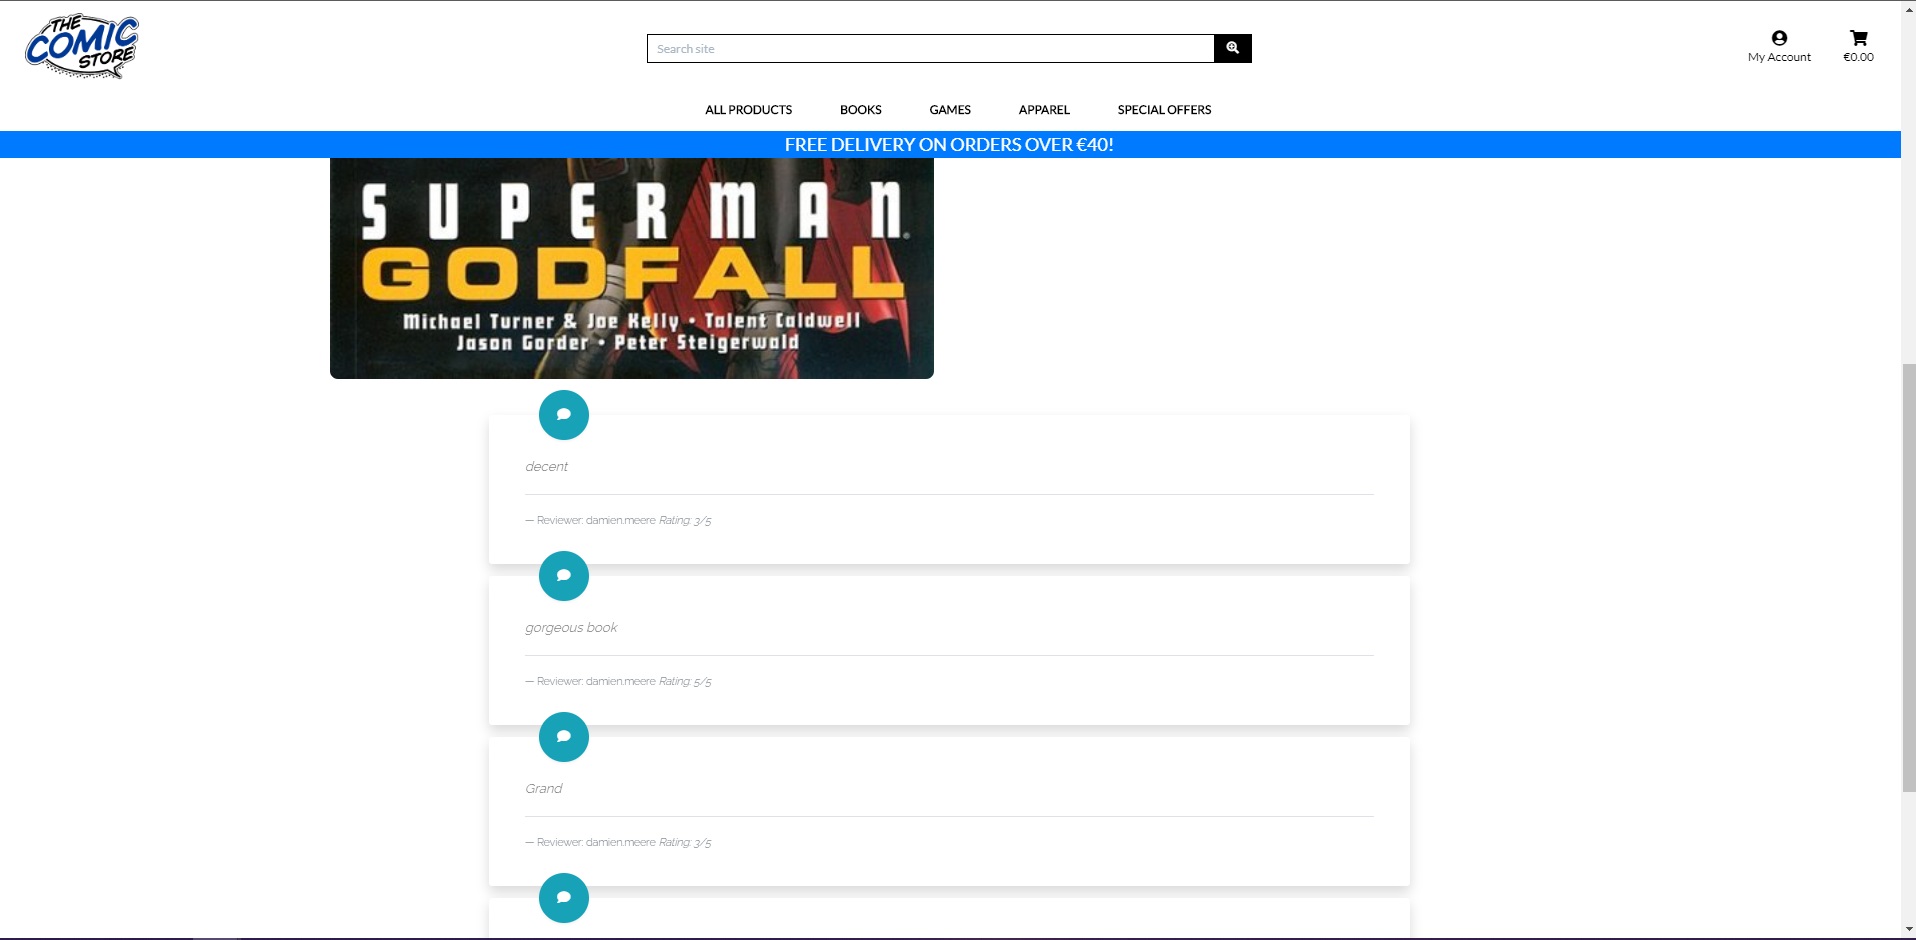 THE
COMIC
STORE
Search site
My Account
€0.00
ALL PRODUCTS
BOOKS
GAMES
APPAREL
SPECIAL OFFERS
FREE DELIVERY ON ORDERS OVER €40!
SUPERMAN
GODFALL
Michael Turner & Joe Kelly • Talent Caldwell
Jason Gorder • Peter Steigerwald
decent
— Reviewer: damien.meere Rating: 3/5
gorgeous book
— Reviewer: damien.meere Rating: 5/5
Grand
— Reviewer: damien.meere Rating: 3/5